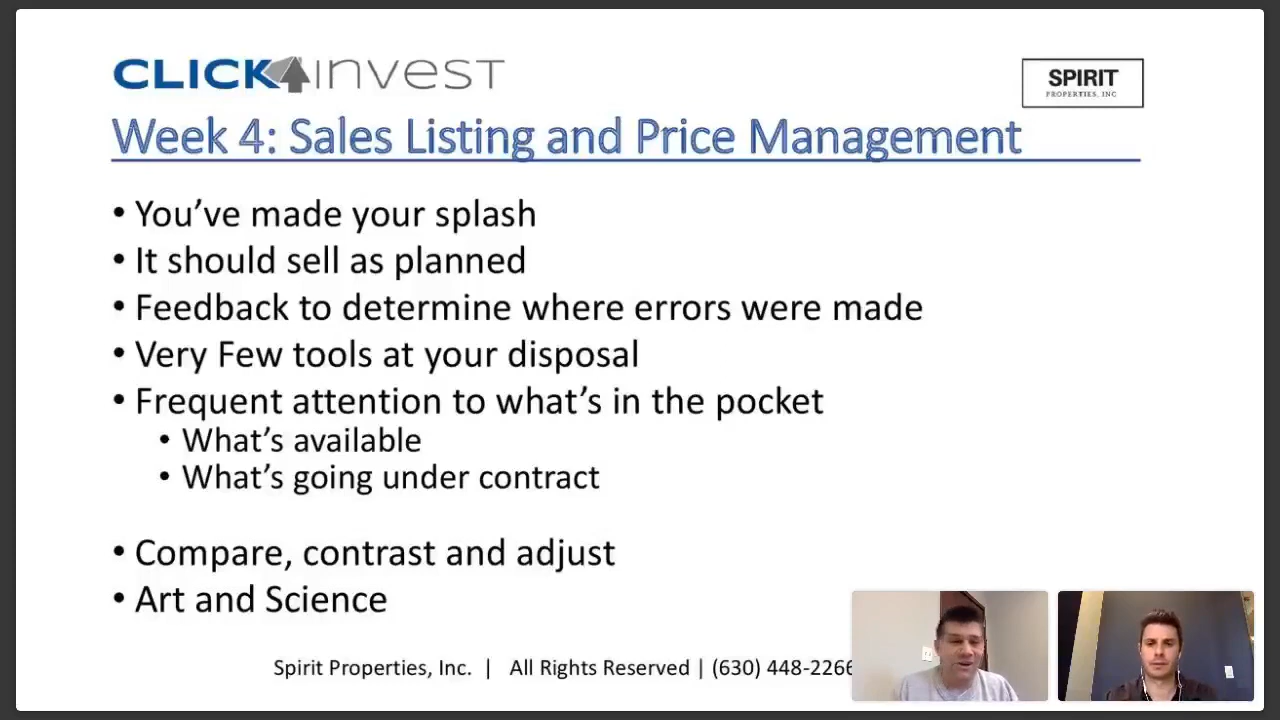 CLICK4INVEST
SPIRIT
PROPERTIES, INC
Week 4: Sales Listing and Price Management
• You’ve made your splash
• It should sell as planned
• Feedback to determine where errors were made
• Very Few tools at your disposal
• Frequent attention to what’s in the pocket
• What’s available
• What’s going under contract
• Compare, contrast and adjust
• Art and Science
Spirit Properties, Inc. | All Rights Reserved | (630) 448-2266